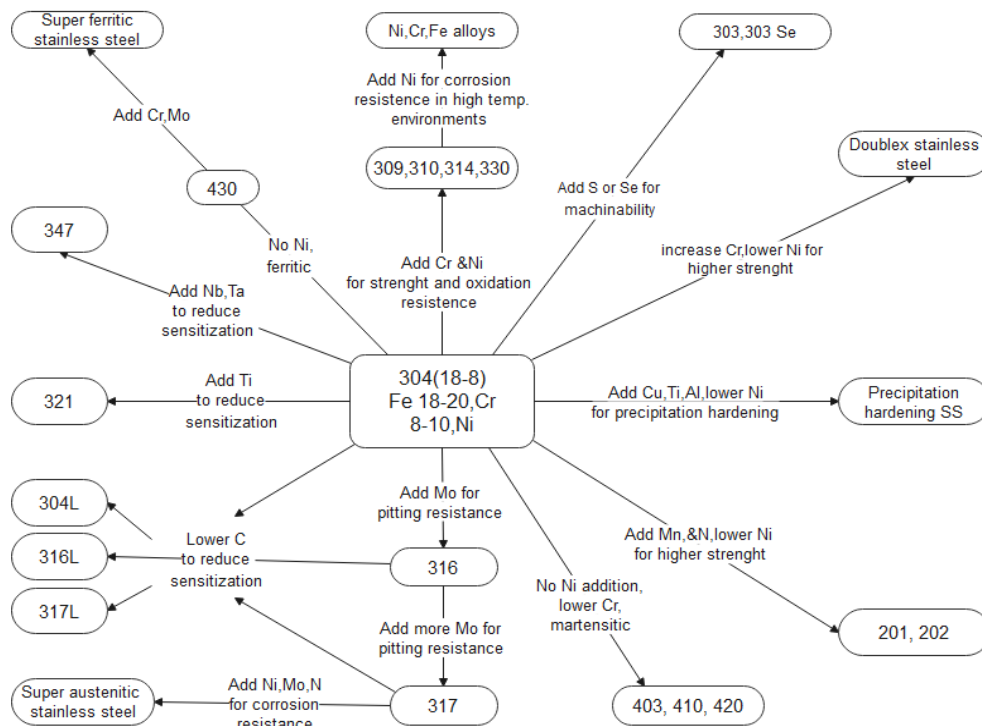 Super ferritic
stainless steel
Ni,Cr,Fe alloys
303,303 Se
Add Ni for corrosion
resistence in high temp.
environments
Add Cr,Mo
Doublex stainless
steel
309,310,314,330
430
Add S or Se for
machinability
347
No Ni,
ferritic
increase Cr,lower Ni for
higher strenght
Add Cr &Ni
for strenght and oxidation
resistence
Add Nb,Ta
to reduce
sensitization
304(18-8)
Fe 18-20,Cr
8-10,Ni
321
Add Ti
to reduce
sensitization
Add Cu,Ti,Al,lower Ni
for precipitation hardening
Precipitation
hardening SS
304L
316L
317L
Lower C
to reduce
sensitization
Add Mo for
pitting resistance
316
Add Mn,&N,lower Ni
for higher strenght
No Ni addition,
lower Cr,
martensitic
Add more Mo for
pitting resistance
201, 202
Super austenitic
stainless steel
Add Ni,Mo,N
for corrosion
resistance
317
403, 410, 420